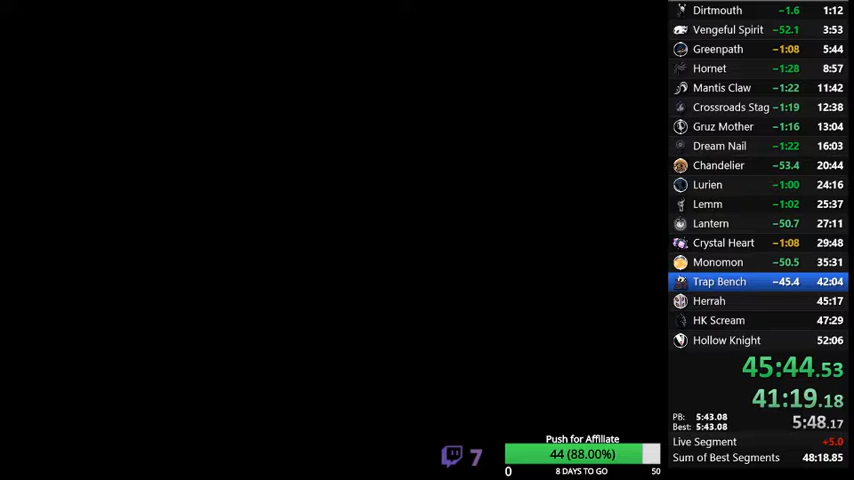 Dirtmouth −1.6 1:12
Vengeful Spirit −52.1 3:53
Greenpath −1:08 5:44
Hornet −1:28 8:57
Mantis Claw −1:22 11:42
Crossroads Stag −1:19 12:38
Gruz Mother −1:16 13:04
Dream Nail −1:22 16:03
Chandelier −53.4 20:44
Lurien −1:00 24:16
Lemm −1:02 25:37
Lantern −50.7 27:11
Crystal Heart −1:08 29:48
Monomon −50.5 35:31
Trap Bench −45.4 42:04
Herrah 45:17
HK Scream 47:29
Hollow Knight 52:06
45:44.53
41:19.18
PB: 5:43.08
Best: 5:43.08
5:48.17
Live Segment +5.0
Sum of Best Segments 48:18.85
Push for Affiliate
7
44 (88.00%)
0 8 DAYS TO GO 50